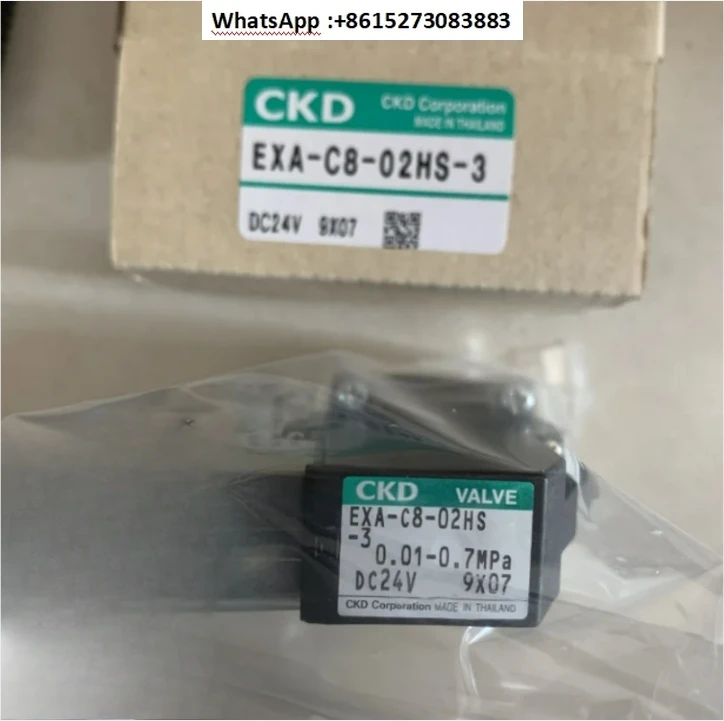 WhatsApp :+8615273083883
CKD CKD Corporation
MADE IN THAILAND
EXA-C8-02HS-3
DC24V 9X07
CKD VALVE
EXA-C8-02HS
-3
0.01-0.7MPa
DC24V 9X07
CKD Corporation MADE IN THAILAND